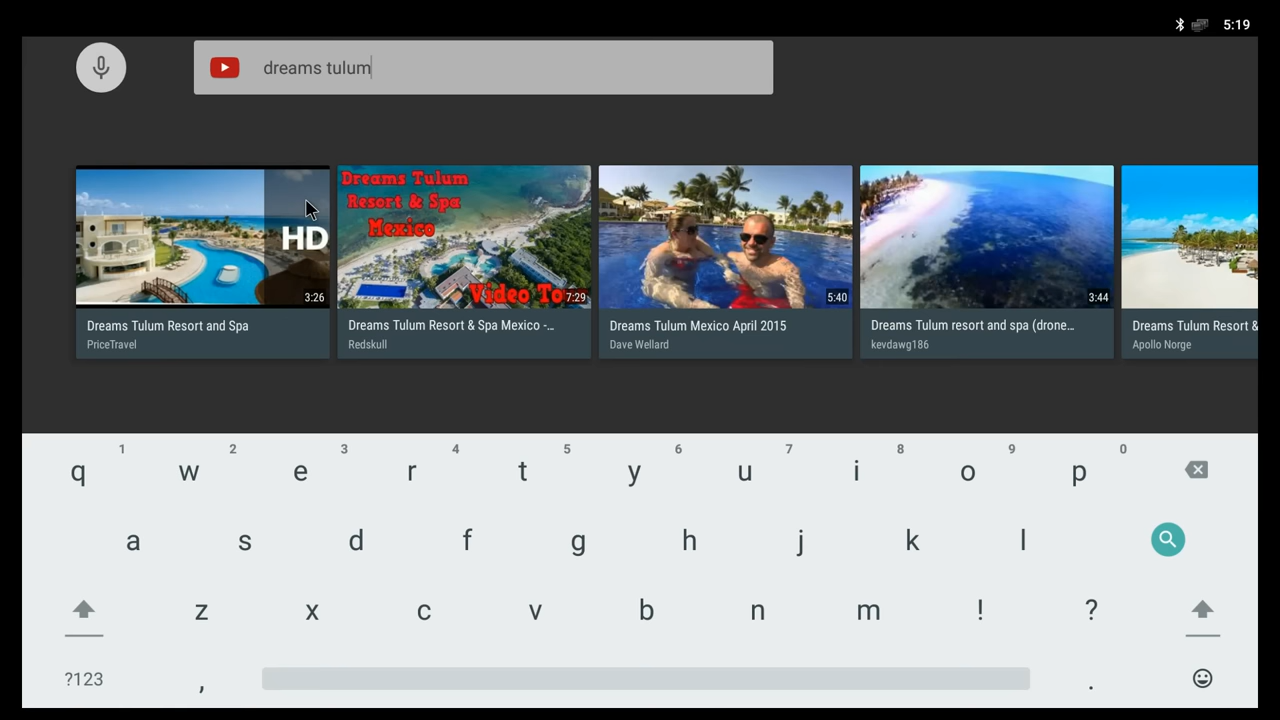 5:19
dreams tulum
HD
3:26
Dreams Tulum Resort and Spa
PriceTravel
Dreams Tulum
Resort & Spa
Mexico
Video To
7:29
Dreams Tulum Resort & Spa Mexico -...
Redskull
5:40
Dreams Tulum Mexico April 2015
Dave Wellard
3:44
Dreams Tulum resort and spa (drone...
kevdawg186
Dreams Tulum Resort &
Apollo Norge
1 2 3 4 5 6 7 8 9 0
q w e r t y u i o p
a s d f g h j k l
z x c v b n m ! ?
?123 , .